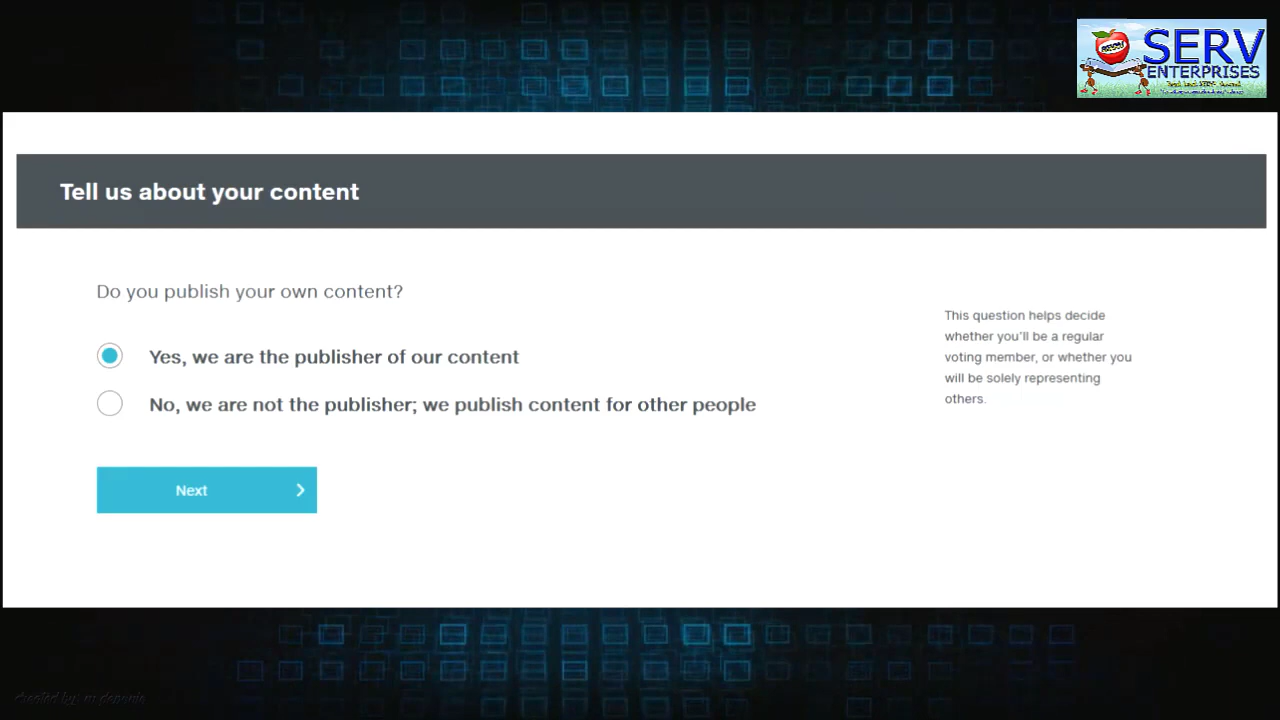 SERV
ENTERPRISES
Tell us about your content
Do you publish your own content?
This question helps decide
whether you'll be a regular
voting member, or whether you
will be solely representing
others.
Yes, we are the publisher of our content
No, we are not the publisher; we publish content for other people
Next